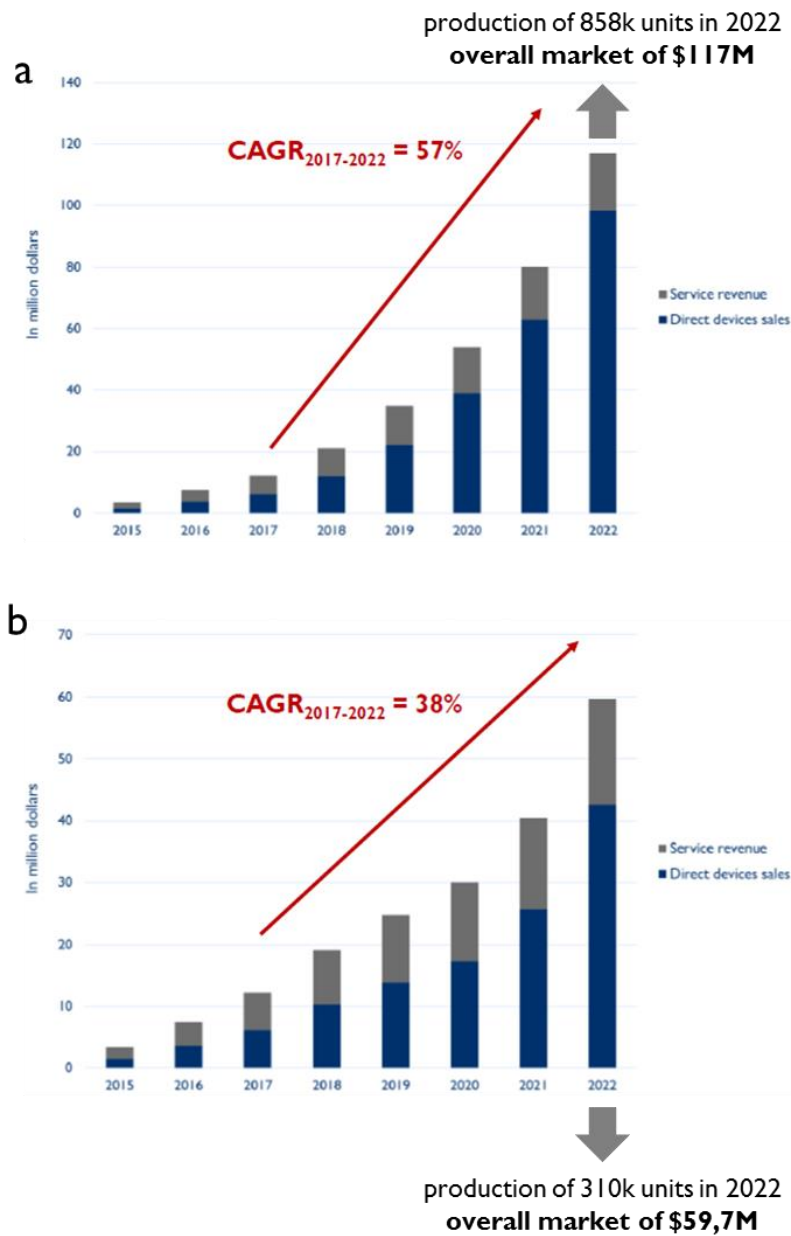 production of 858k units in 2022
overall market of $117M
a
140
120
100
80
60
40
20
0
In million dollars
CAGR2017-2022 = 57%
Service revenue
Direct devices sales
2015 2016 2017 2018 2019 2020 2021 2022
b
70
60
50
40
30
20
10
0
In million dollars
CAGR2017-2022 = 38%
Service revenue
Direct devices sales
2015 2016 2017 2018 2019 2020 2021 2022
production of 310k units in 2022
overall market of $59,7M